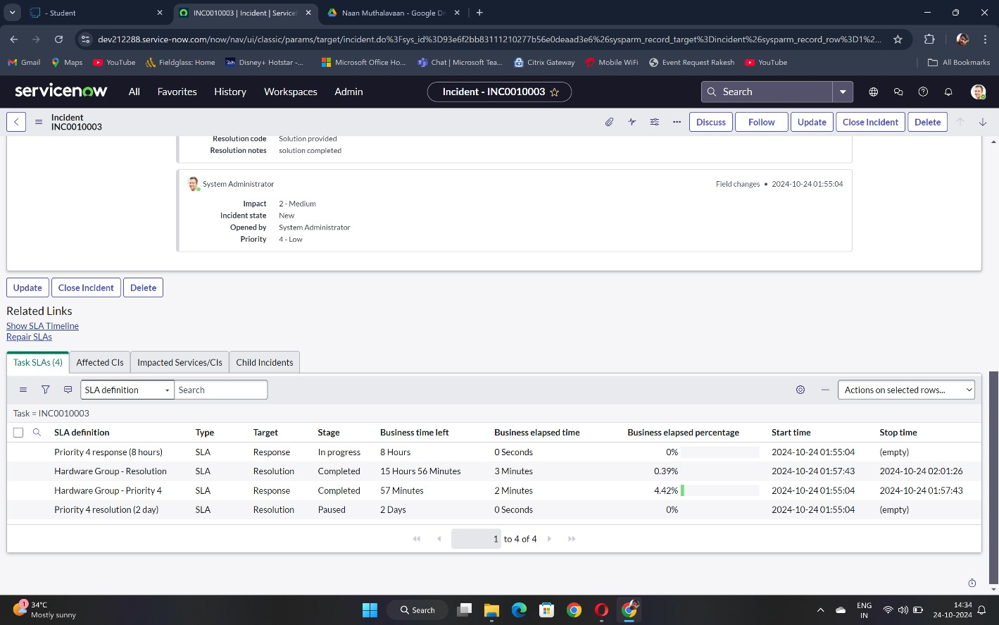 - Student
INC0010003 | Incident | Service
Naan Muthalavaan - Google Dr
dev212288.service-now.com/now/nav/ui/classic/params/target/incident.do%3Fsys_id%3D93e6f2bb83111210277b56e0deaad3e6%26sysparm_record_target%3Dincident%26sysparm_record_row%3D1%2...
Gmail Maps YouTube Fieldglass: Home Disney+ Hotstar -... Microsoft Office Ho... Chat | Microsoft Tea... Citrix Gateway Mobile WiFi Event Request Rakesh YouTube All Bookmarks
servicenow All Favorites History Workspaces Admin Incident - INC0010003 Search
Incident
INC0010003
Discuss Follow Update Close Incident Delete
Resolution code Solution provided
Resolution notes solution completed
System Administrator Field changes • 2024-10-24 01:55:04
Impact 2 - Medium
Incident state New
Opened by System Administrator
Priority 4 - Low
Update Close Incident Delete
Related Links
Show SLA Timeline
Repair SLAs
Task SLAs (4) Affected CIs Impacted Services/CIs Child Incidents
SLA definition Search Actions on selected rows...
Task = INC0010003
SLA definition Type Target Stage Business time left Business elapsed time Business elapsed percentage Start time Stop time
Priority 4 response (8 hours) SLA Response In progress 8 Hours 0 Seconds 0% 2024-10-24 01:55:04 (empty)
Hardware Group - Resolution SLA Resolution Completed 15 Hours 56 Minutes 3 Minutes 0.39% 2024-10-24 01:57:43 2024-10-24 02:01:26
Hardware Group - Priority 4 SLA Response Completed 57 Minutes 2 Minutes 4.42% 2024-10-24 01:55:04 2024-10-24 01:57:43
Priority 4 resolution (2 day) SLA Resolution Paused 2 Days 0 Seconds 0% 2024-10-24 01:55:04 (empty)
1 to 4 of 4
1
34°C
Mostly sunny
Search
ENG
IN
14:34
24-10-2024